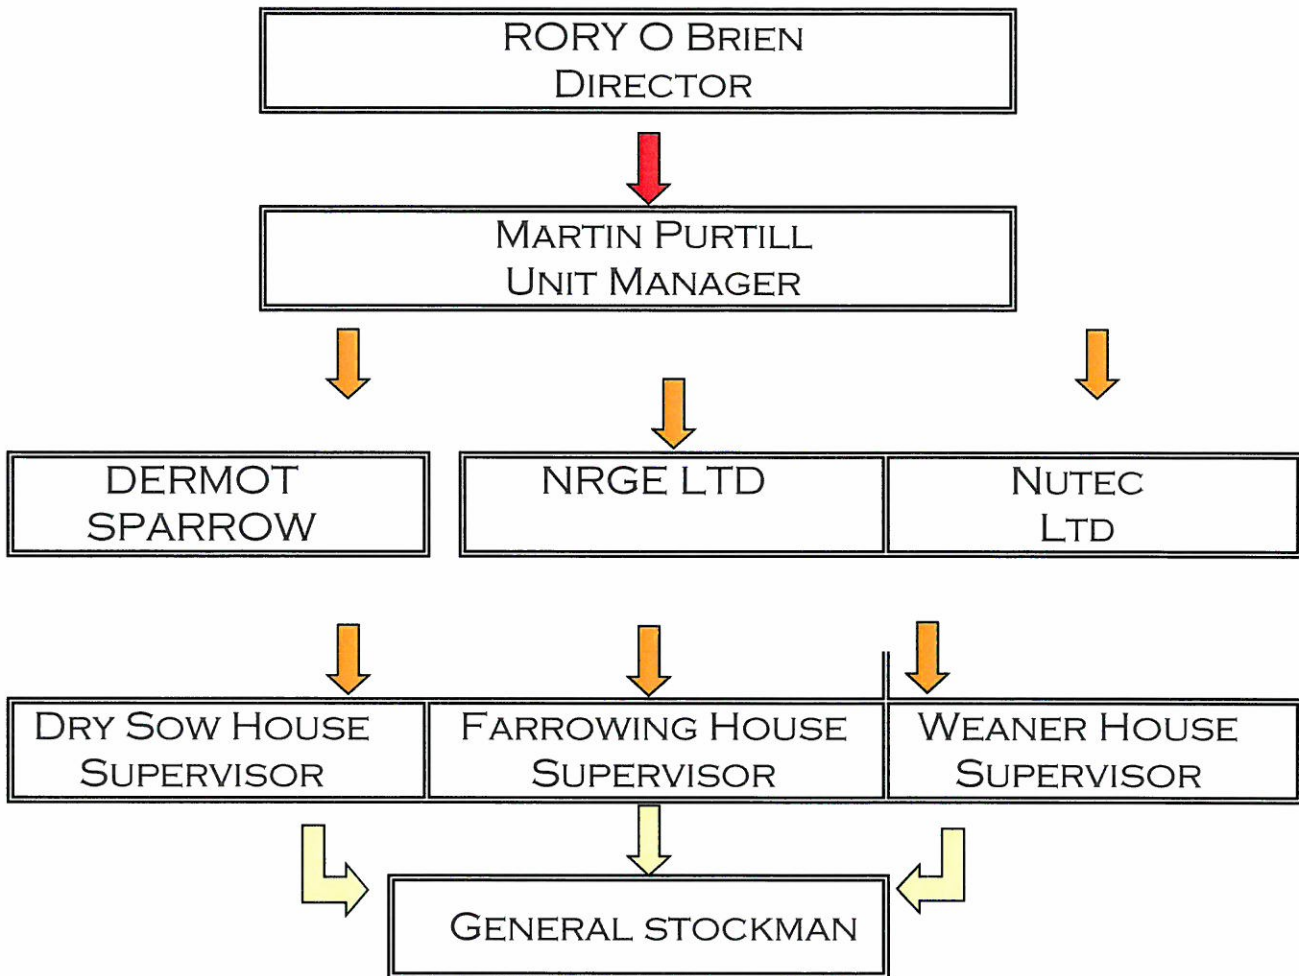 RORY O BRIEN
DIRECTOR
MARTIN PURTILL
UNIT MANAGER
DERMOT
SPARROW
NRGE LTD
NUTEC
LTD
DRY SOW HOUSE
SUPERVISOR
FARROWING HOUSE
SUPERVISOR
WEANER HOUSE
SUPERVISOR
GENERAL STOCKMAN